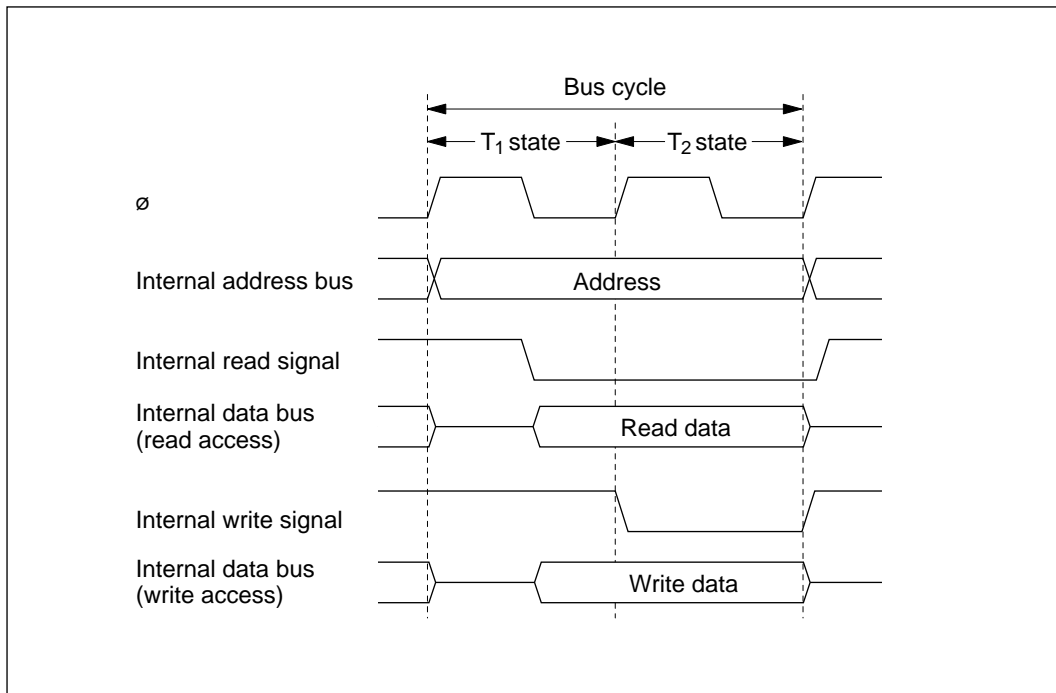 Bus cycle
T1 state
T2 state
ø
Internal address bus
Address
Internal read signal
Internal data bus
(read access)
Read data
Internal write signal
Internal data bus
(write access)
Write data